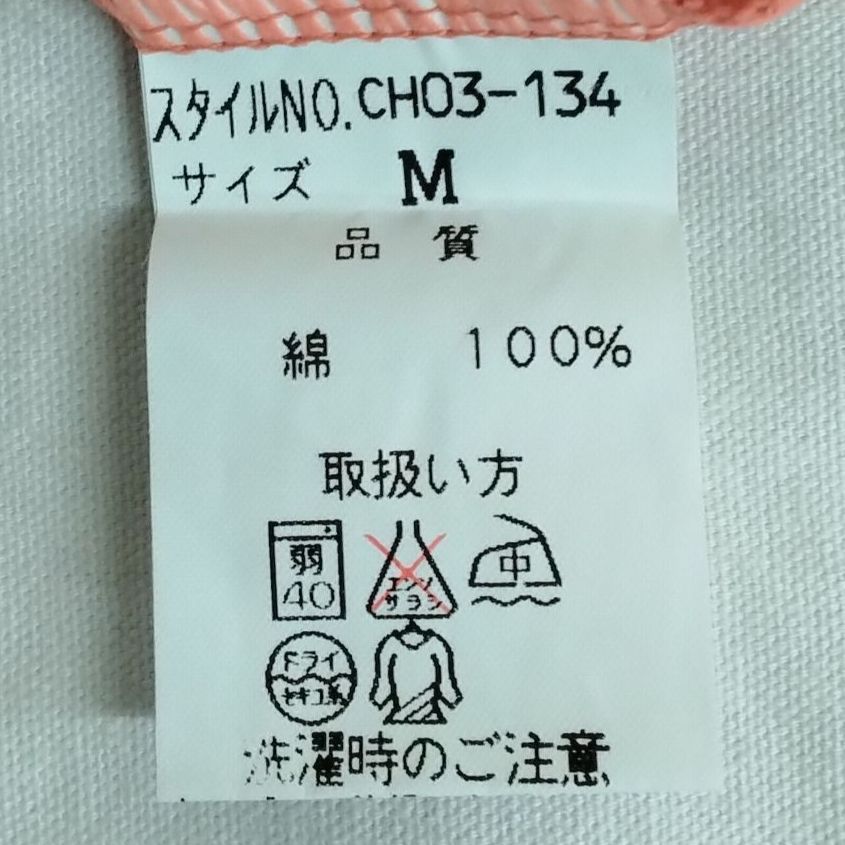 スタイルNO.CH03-134
サイズ M
品 質
綿 100%
取扱い方
弱 エンソ 中
40 サラシ
ドライ
セキユ系
洗濯時のご注意